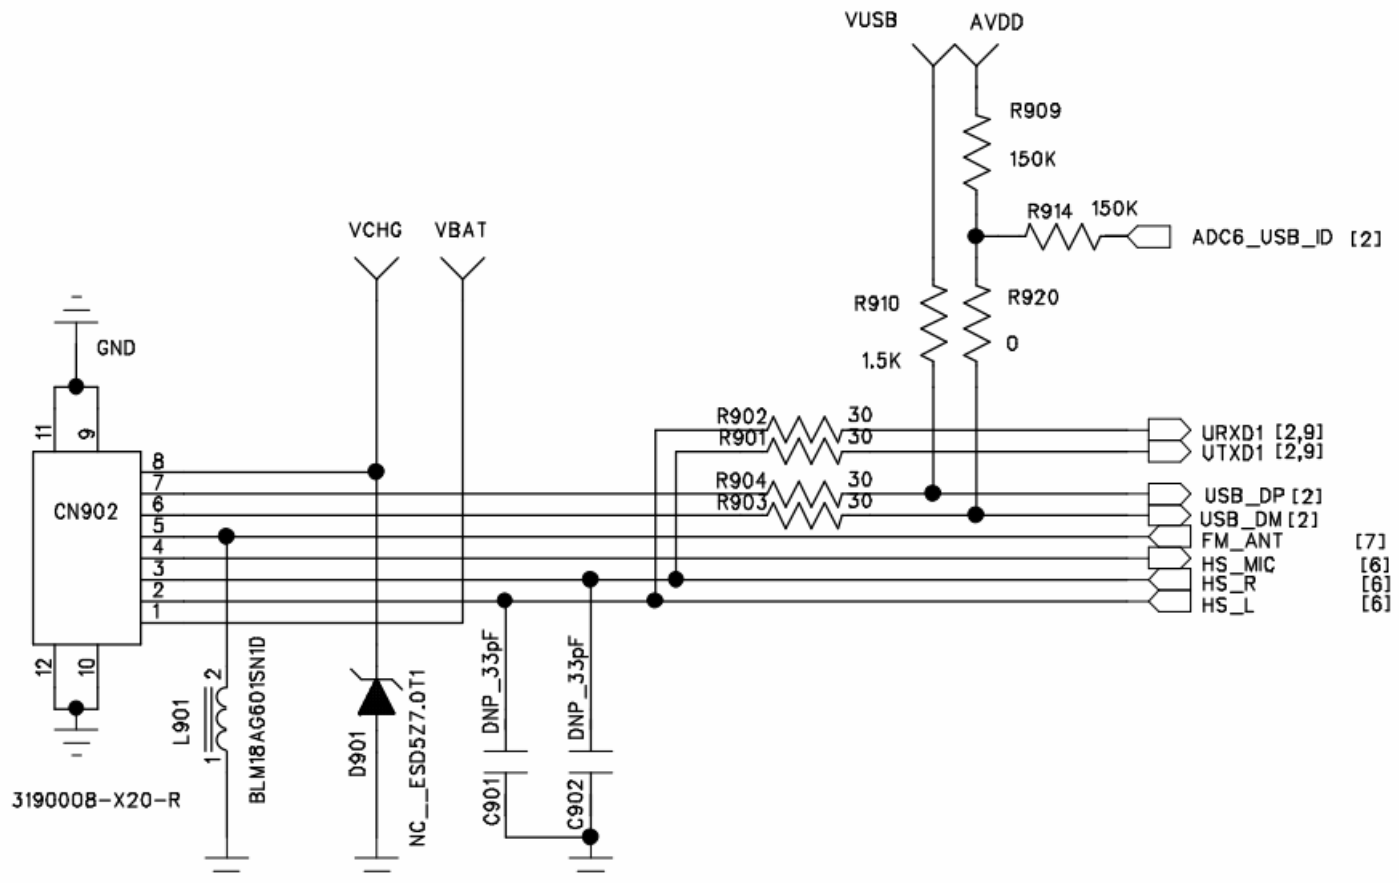 VUSB AVDD
R909
150K
R914 150K
ADC6_USB_ID [2]
VCHG VBAT
R910
1.5K
R920
0
GND
11
9
R902 30
R901 30
R904 30
R903 30
URXD1 [2,9]
UTXD1 [2,9]
USB_DP [2]
USB_DM [2]
FM_ANT [7]
HS_MIC [6]
HS_R [6]
HS_L [6]
CN902
8
7
6
5
4
3
2
1
12
10
L901
1
2
BLM18AG601SN1D
D901
NC__ESD5Z7.0T1
DNP_33pF
C901
DNP_33pF
C902
3190008-X20-R